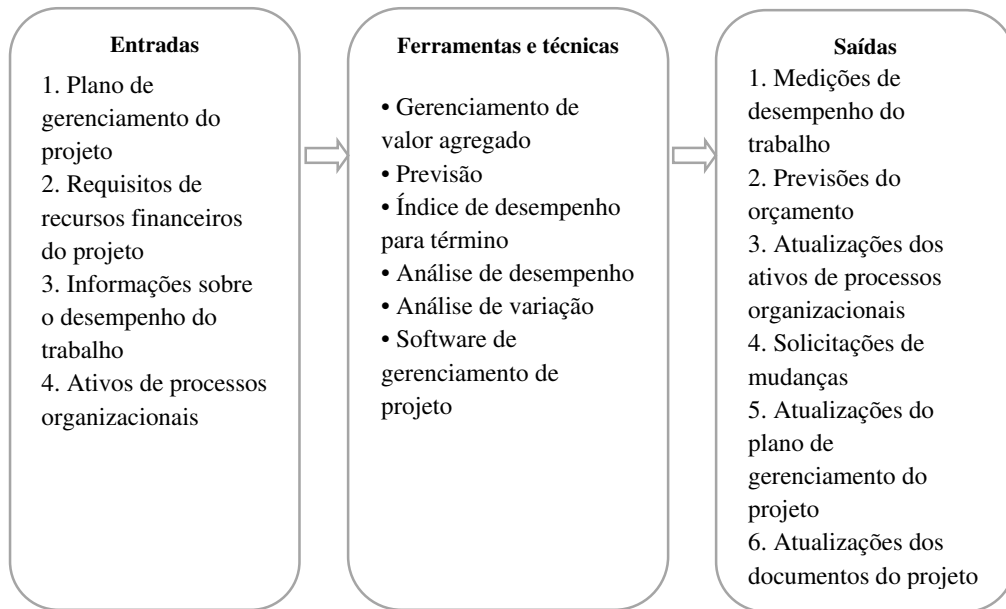 Entradas
1. Plano de
gerenciamento do
projeto
2. Requisitos de
recursos financeiros
do projeto
3. Informações sobre
o desempenho do
trabalho
4. Ativos de processos
organizacionais
Ferramentas e técnicas
• Gerenciamento de
valor agregado
• Previsão
• Índice de desempenho
para término
• Análise de desempenho
• Análise de variação
• Software de
gerenciamento de
projeto
Saídas
1. Medições de
desempenho do
trabalho
2. Previsões do
orçamento
3. Atualizações dos
ativos de processos
organizacionais
4. Solicitações de
mudanças
5. Atualizações do
plano de
gerenciamento do
projeto
6. Atualizações dos
documentos do projeto